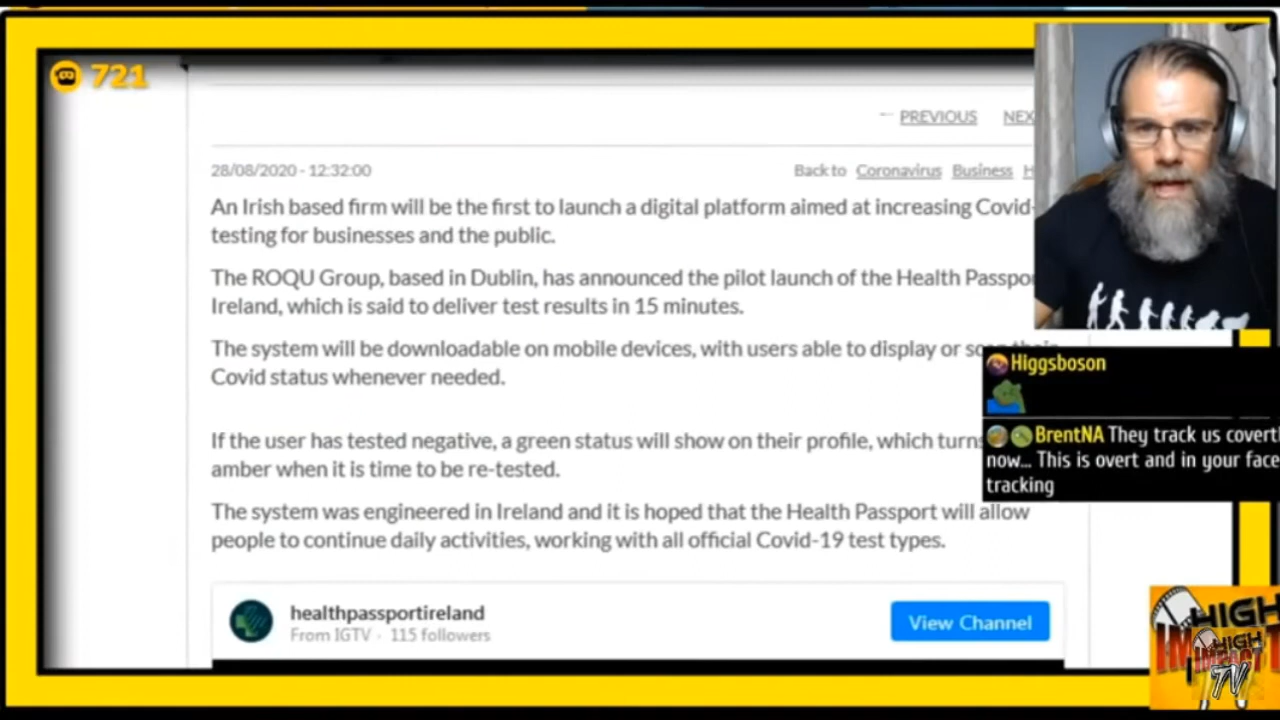 721
PREVIOUS
28/08/2020 - 12:32:00
Back to Coronavirus Business H
An Irish based firm will be the first to launch a digital platform aimed at increasing Covid-
testing for businesses and the public.
The ROQU Group, based in Dublin, has announced the pilot launch of the Health Passpo
Ireland, which is said to deliver test results in 15 minutes.
The system will be downloadable on mobile devices, with users able to display or
Covid status whenever needed.
If the user has tested negative, a green status will show on their profile, which turns
amber when it is time to be re-tested.
The system was engineered in Ireland and it is hoped that the Health Passport will allow
people to continue daily activities, working with all official Covid-19 test types.
healthpassportireland
From IGTV · 115 followers
View Channel
Higgsboson
BrentNA They track us covertl
now... This is overt and in your face
tracking
HIGH
IMPACT
HIGH
IMPACT
TV